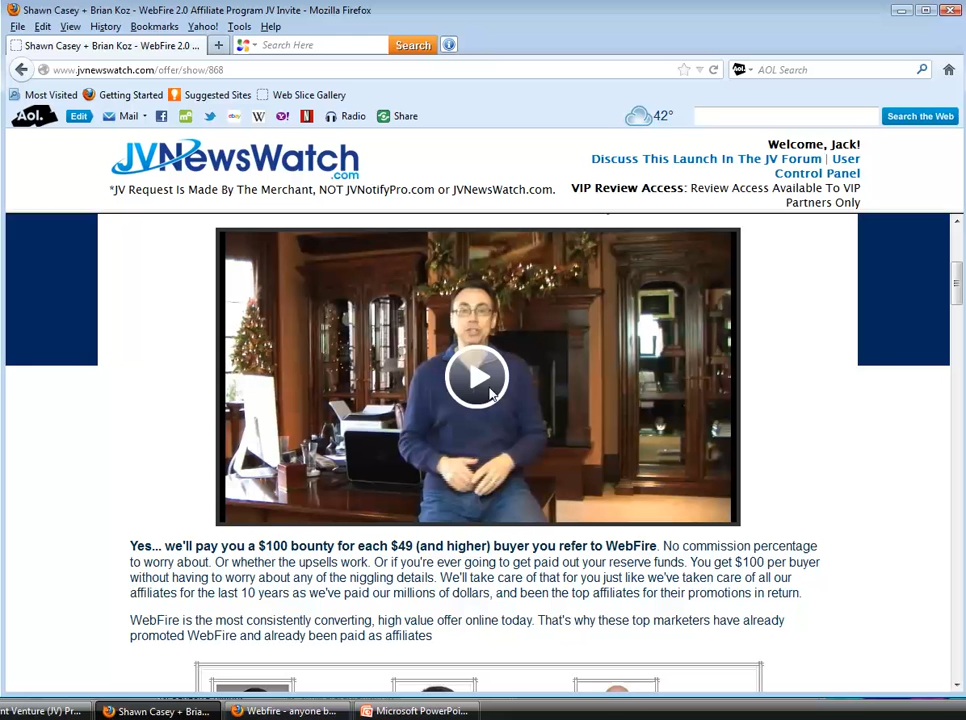 Shawn Casey + Brian Koz - WebFire 2.0 Affiliate Program JV Invite - Mozilla Firefox
File Edit View History Bookmarks Yahoo! Tools Help
Shawn Casey + Brian Koz - WebFire 2.0 ... + Search Here Search
www.jvnewswatch.com/offer/show/868 Aol. AOL Search
Most Visited Getting Started Suggested Sites Web Slice Gallery
Aol. Edit Mail f ebay W Y! N Radio Share 42° Search the Web
JVNewsWatch.com
*JV Request Is Made By The Merchant, NOT JVNotifyPro.com or JVNewsWatch.com.
Welcome, Jack!
Discuss This Launch In The JV Forum | User
Control Panel
VIP Review Access: Review Access Available To VIP
Partners Only
Yes... we'll pay you a $100 bounty for each $49 (and higher) buyer you refer to WebFire. No commission percentage
to worry about. Or whether the upsells work. Or if you're ever going to get paid out your reserve funds. You get $100 per buyer
without having to worry about any of the niggling details. We'll take care of that for you just like we've taken care of all our
affiliates for the last 10 years as we've paid our millions of dollars, and been the top affiliates for their promotions in return.
WebFire is the most consistently converting, high value offer online today. That's why these top marketers have already
promoted WebFire and already been paid as affiliates
nt Venture (JV) Pr... Shawn Casey + Bria... Webfire - anyone b... Microsoft PowerPoi...